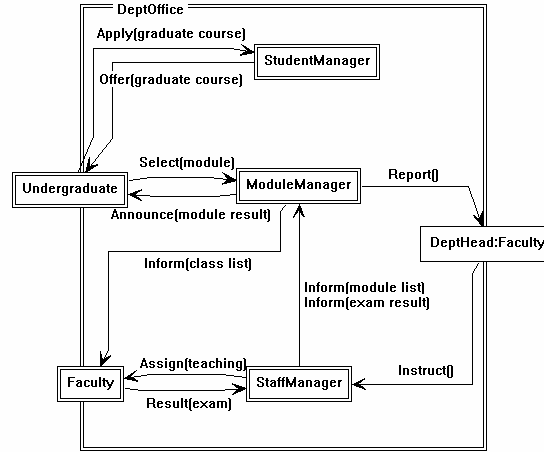 DeptOffice
Apply(graduate course)
StudentManager
Offer(graduate course)
Select(module)
Undergraduate
ModuleManager
Report()
Announce(module result)
DeptHead:Faculty
Inform(class list)
Inform(module list)
Inform(exam result)
Assign(teaching)
Instruct()
Faculty
StaffManager
Result(exam)